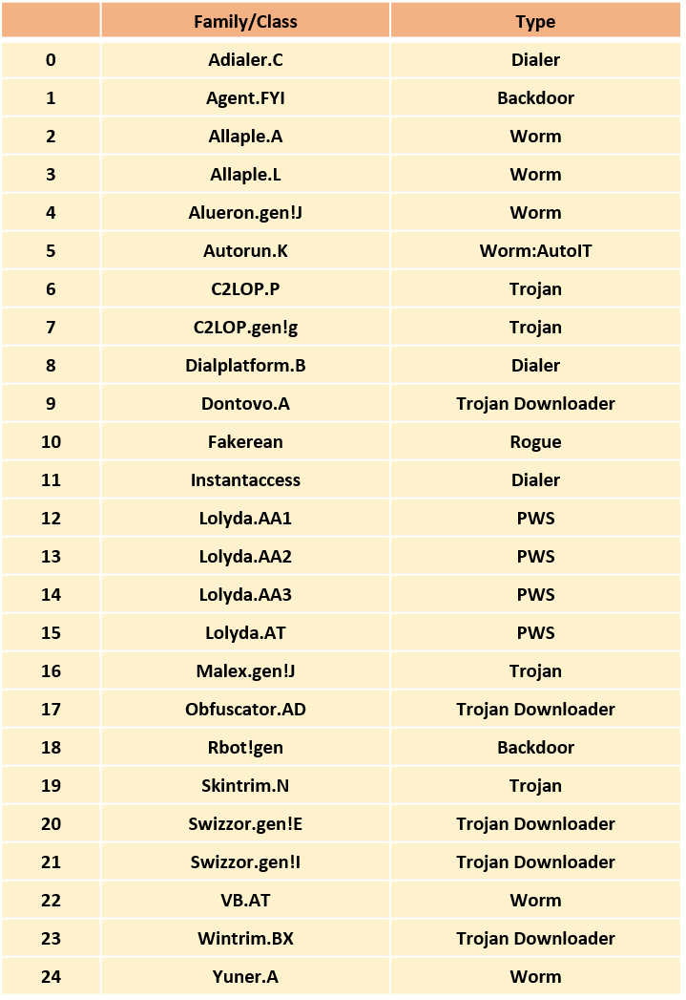 Family/Class Type
0 Adialer.C Dialer
1 Agent.FYI Backdoor
2 Allaple.A Worm
3 Allaple.L Worm
4 Alueron.gen!J Worm
5 Autorun.K Worm:AutoIT
6 C2LOP.P Trojan
7 C2LOP.gen!g Trojan
8 Dialplatform.B Dialer
9 Dontovo.A Trojan Downloader
10 Fakerean Rogue
11 Instantaccess Dialer
12 Lolyda.AA1 PWS
13 Lolyda.AA2 PWS
14 Lolyda.AA3 PWS
15 Lolyda.AT PWS
16 Malex.gen!J Trojan
17 Obfuscator.AD Trojan Downloader
18 Rbot!gen Backdoor
19 Skintrim.N Trojan
20 Swizzor.gen!E Trojan Downloader
21 Swizzor.gen!I Trojan Downloader
22 VB.AT Worm
23 Wintrim.BX Trojan Downloader
24 Yuner.A Worm